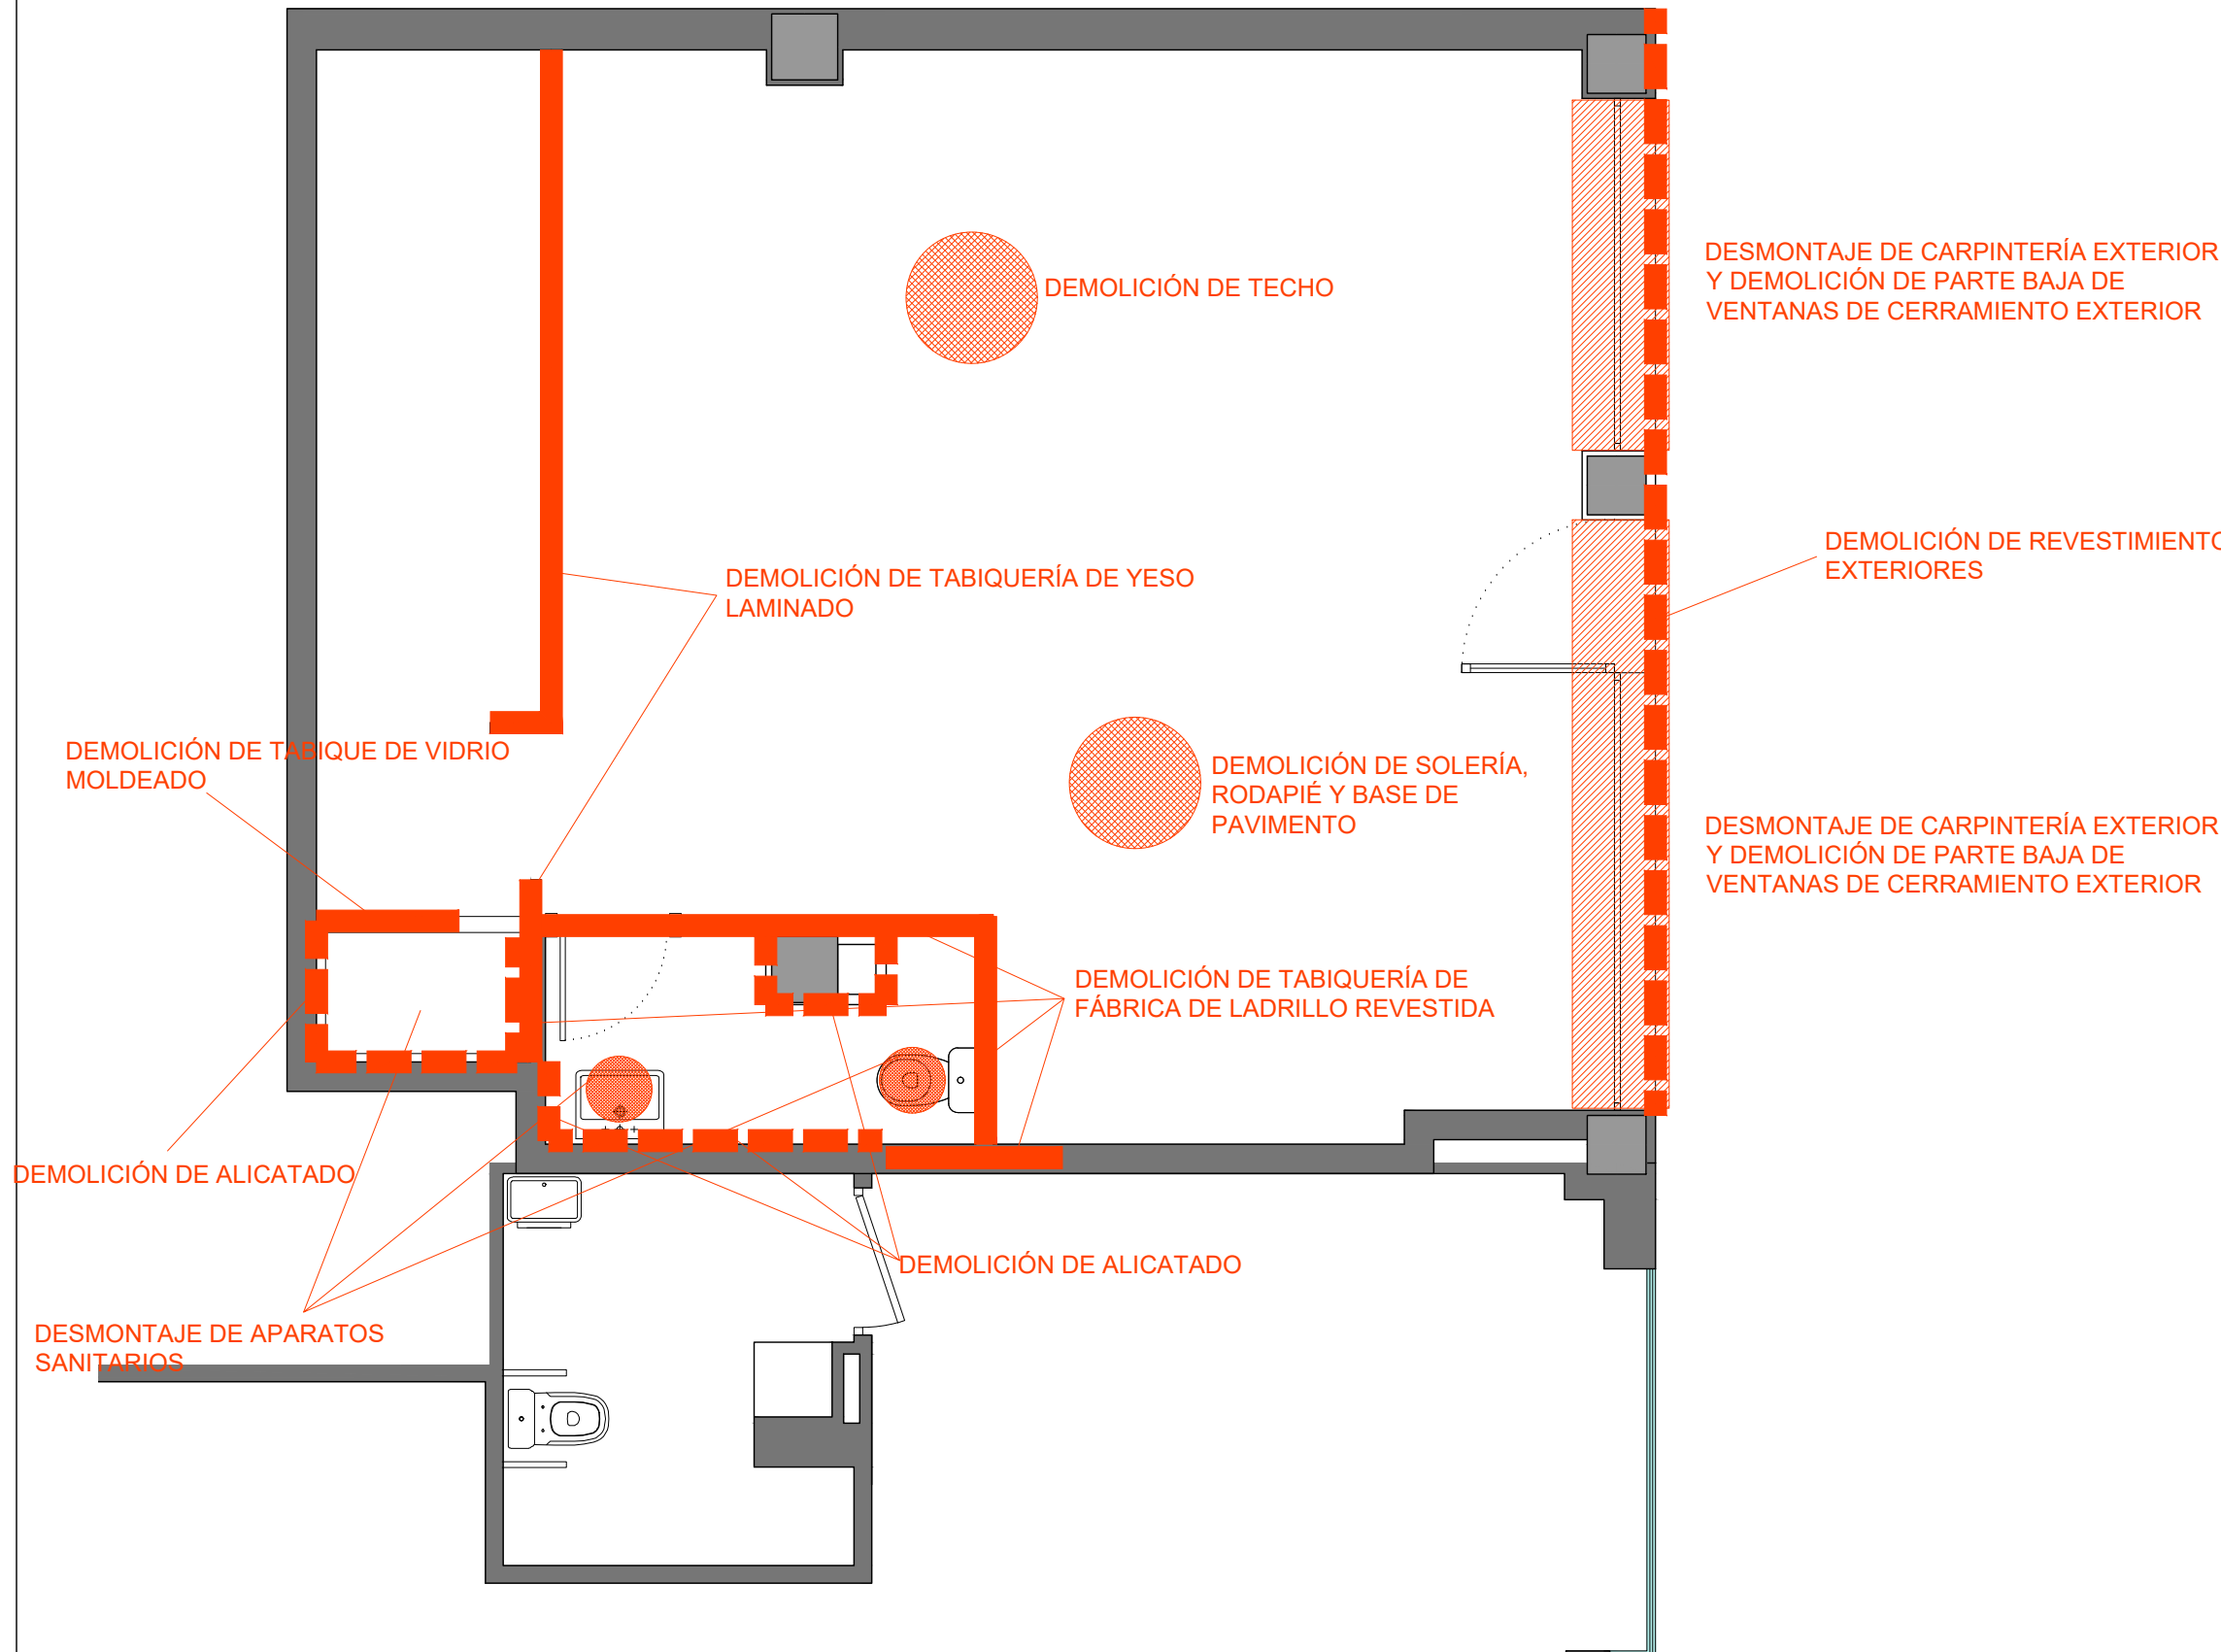 DESMONTAJE DE CARPINTERÍA EXTERIOR
Y DEMOLICIÓN DE PARTE BAJA DE
VENTANAS DE CERRAMIENTO EXTERIOR
DEMOLICIÓN DE TECHO
DEMOLICIÓN DE REVESTIMIENTO
EXTERIORES
DEMOLICIÓN DE TABIQUERÍA DE YESO
LAMINADO
DEMOLICIÓN DE TABIQUE DE VIDRIO
MOLDEADO
DEMOLICIÓN DE SOLERÍA,
RODAPIÉ Y BASE DE
PAVIMENTO
DESMONTAJE DE CARPINTERÍA EXTERIOR
Y DEMOLICIÓN DE PARTE BAJA DE
VENTANAS DE CERRAMIENTO EXTERIOR
DEMOLICIÓN DE TABIQUERÍA DE
FÁBRICA DE LADRILLO REVESTIDA
DEMOLICIÓN DE ALICATADO
DEMOLICIÓN DE ALICATADO
DESMONTAJE DE APARATOS
SANITARIOS